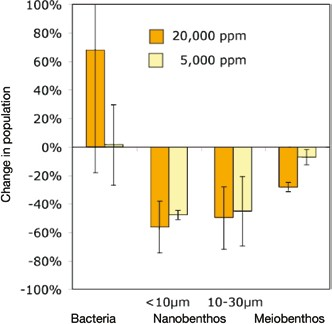 100%
80%
60%
40%
20%
0%
-20%
-40%
-60%
-80%
-100%
Change in population
20,000 ppm
5,000 ppm
<10µm 10-30µm
Bacteria Nanobenthos Meiobenthos